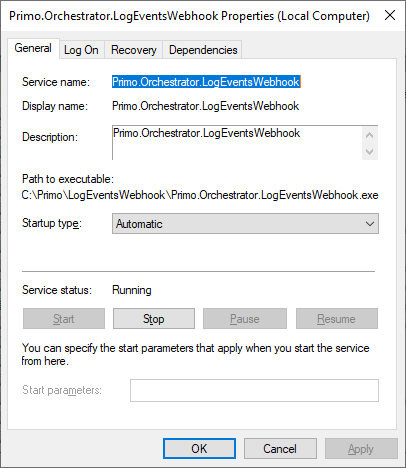 Primo.Orchestrator.LogEventsWebhook Properties (Local Computer)
General Log On Recovery Dependencies
Service name: Primo.Orchestrator.LogEventsWebhook
Display name: Primo.Orchestrator.LogEventsWebhook
Description: Primo.Orchestrator.LogEventsWebhook
Path to executable:
C:\Primo\LogEventsWebhook\Primo.Orchestrator.LogEventsWebhook.exe
Startup type: Automatic
Service status: Running
Start Stop Pause Resume
You can specify the start parameters that apply when you start the service
from here.
Start parameters:
OK Cancel Apply